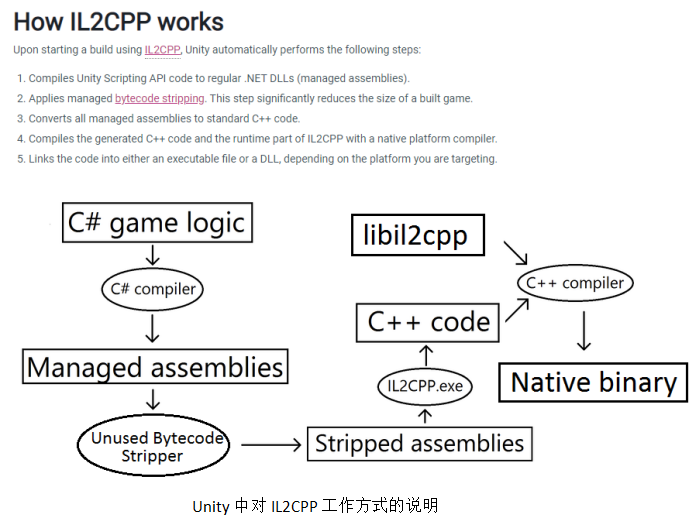 How IL2CPP works
Upon starting a build using IL2CPP, Unity automatically performs the following steps:
1. Compiles Unity Scripting API code to regular .NET DLLs (managed assemblies).
2. Applies managed bytecode stripping. This step significantly reduces the size of a built game.
3. Converts all managed assemblies to standard C++ code.
4. Compiles the generated C++ code and the runtime part of IL2CPP with a native platform compiler.
5. Links the code into either an executable file or a DLL, depending on the platform you are targeting.
C# game logic
C# compiler
Managed assemblies
Unused Bytecode
Stripper
Stripped assemblies
IL2CPP.exe
C++ code
libil2cpp
C++ compiler
Native binary
Unity 中对 IL2CPP 工作方式的说明